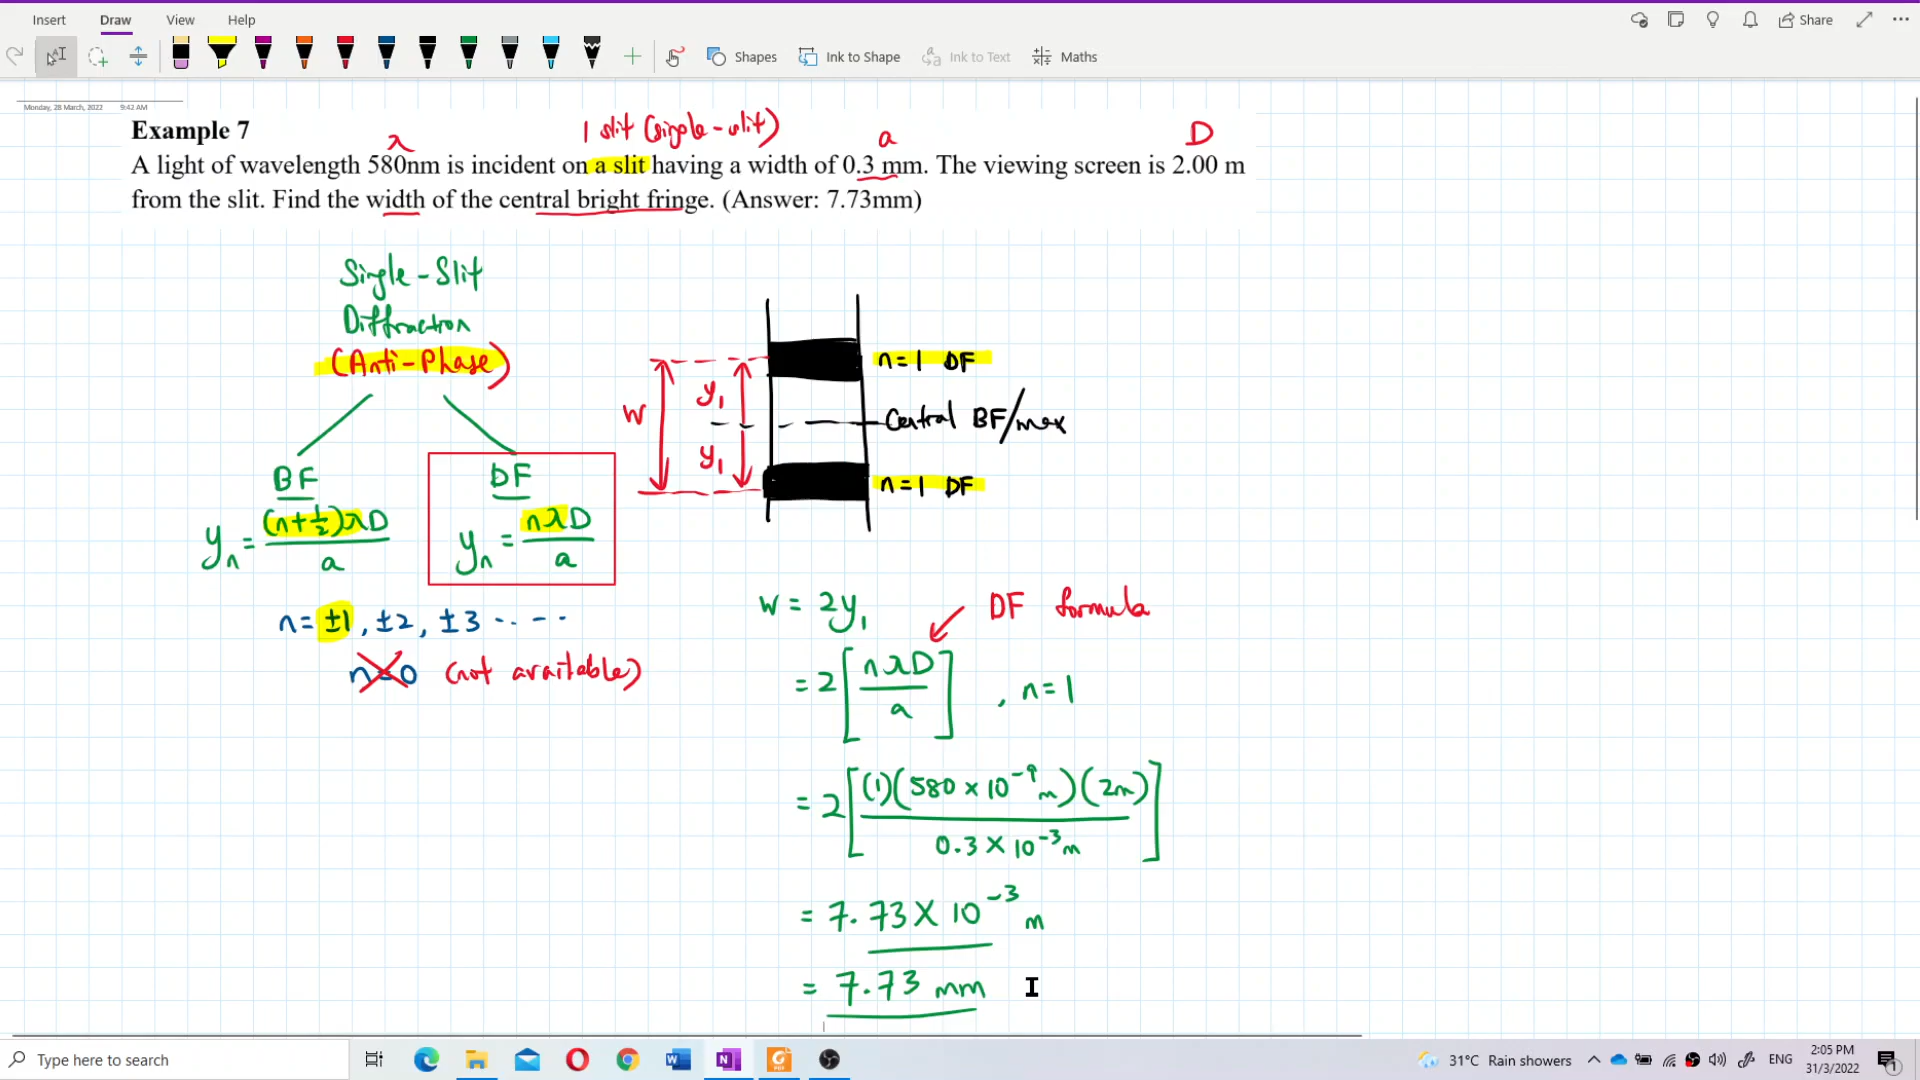 Insert Draw View Help
Share
Shapes Ink to Shape Ink to Text Maths
Monday, 28 March, 2022 9:42 AM
Example 7
λ 1 slit (single-slit) a D
A light of wavelength 580nm is incident on a slit having a width of 0.3 mm. The viewing screen is 2.00 m
from the slit. Find the width of the central bright fringe. (Answer: 7.73mm)
Single-Slit
Diffraction
(Anti-Phase)
BF
yₙ = (n+½)λD / a
DF
yₙ = nλD / a
n = ±1, ±2, ±3 ......
n=0 (not available)
n=1 DF
W y₁
Central BF/max
y₁
n=1 DF
W = 2y₁
DF formula
= 2[nλD / a], n=1
= 2[(1)(580×10⁻⁹m)(2m) / 0.3×10⁻³m]
= 7.73×10⁻³ m
= 7.73 mm
Type here to search
31°C Rain showers
ENG
2:05 PM
31/3/2022
1